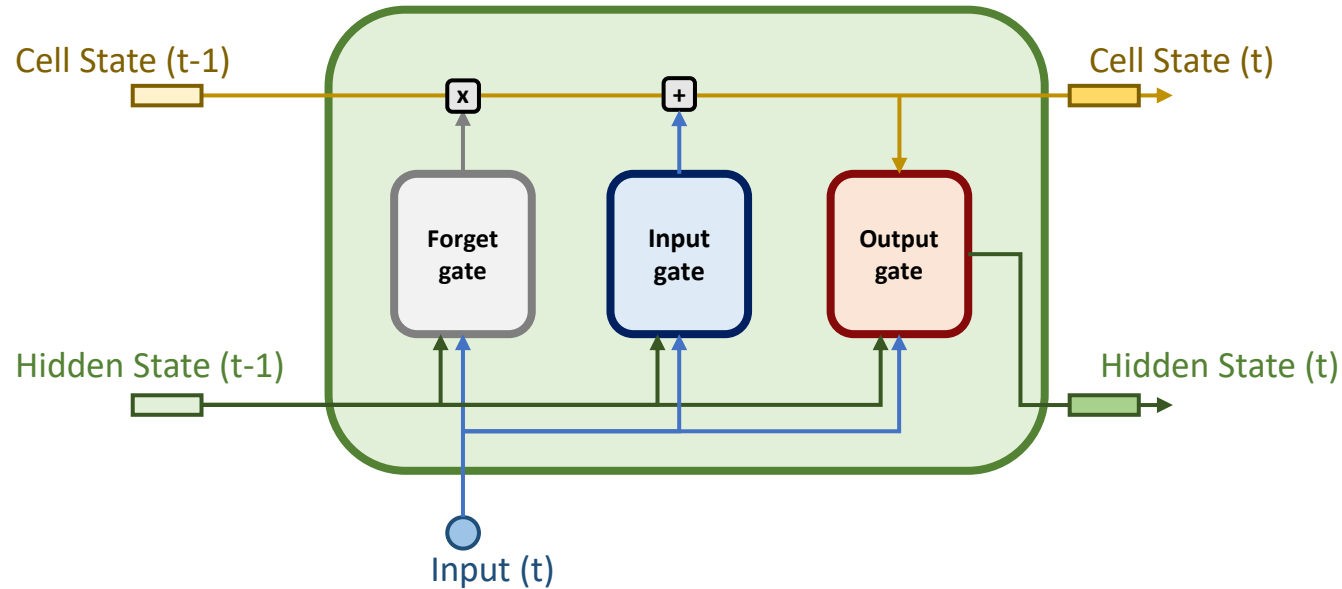 Cell State (t-1)
Cell State (t)
x
+
Forget
gate
Input
gate
Output
gate
Hidden State (t-1)
Hidden State (t)
Input (t)